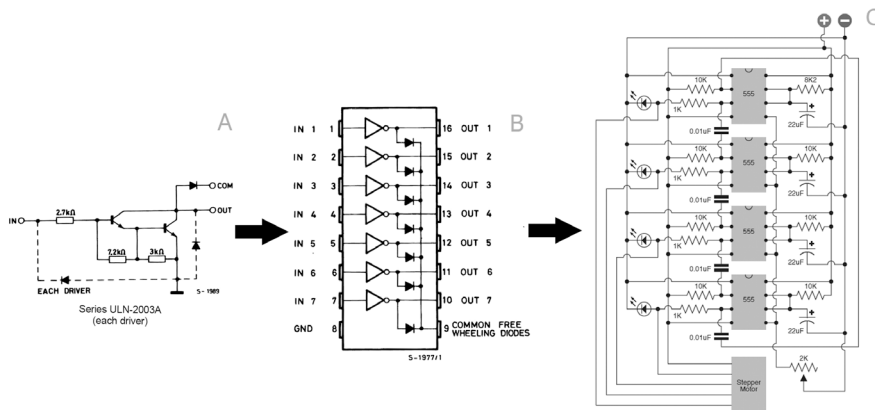 A
COM
OUT
IN
2.7kΩ
7.2kΩ
3kΩ
EACH DRIVER
S-1989
Series ULN-2003A
(each driver)
B
IN 1 1 16 OUT 1
IN 2 2 15 OUT 2
IN 3 3 14 OUT 3
IN 4 4 13 OUT 4
IN 5 5 12 OUT 5
IN 6 6 11 OUT 6
IN 7 7 10 OUT 7
GND 8 9 COMMON FREE
WHEELING DIODES
S-1977/1
C
+ −
10K 555 8K2
1K + 22uF
0.01uF
10K 555 10K
1K + 22uF
0.01uF
10K 555 10K
1K + 22uF
0.01uF
10K 555 10K
1K + 22uF
0.01uF
2K
Stepper
Motor